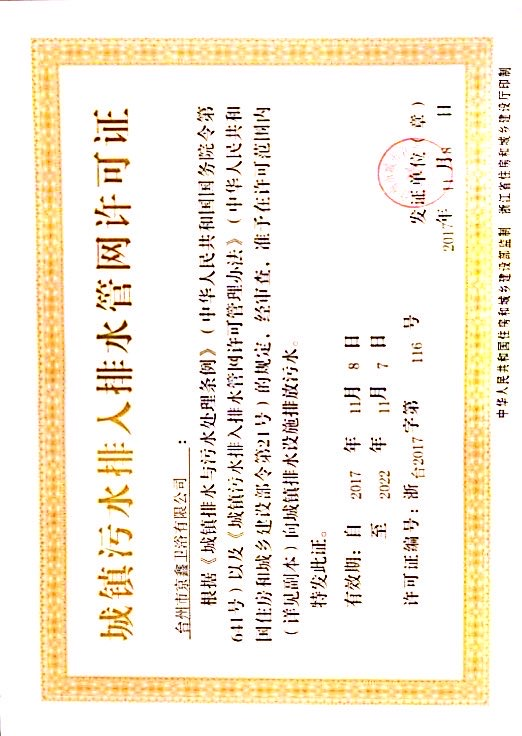 城镇污水排入排水管网许可证
台州市京鑫卫浴有限公司：
根据《城镇排水与污水处理条例》（中华人民共和国国务院令第
641号）以及《城镇污水排入排水管网许可管理办法》（中华人民共和
国住房和城乡建设部令第21号）的规定，经审查，准予在许可范围内
（详见副本）向城镇排水设施排放污水。
特发此证。
有效期：自 2017 年 11月 8 日
至 2022 年 11月 7 日
许可证编号：浙 台2017 字第 116 号
发证单位（章）
2017年 11月8 日
中华人民共和国住房和城乡建设部监制 浙江省住房和城乡建设厅印制